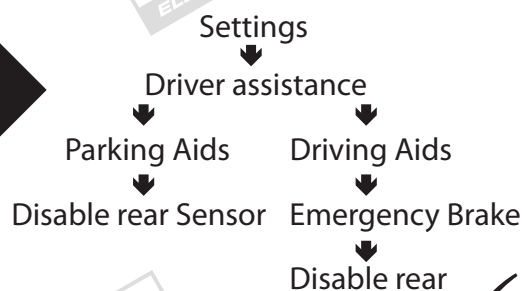 Settings
Driver assistance
Parking Aids Driving Aids
Disable rear Sensor Emergency Brake
Disable rear